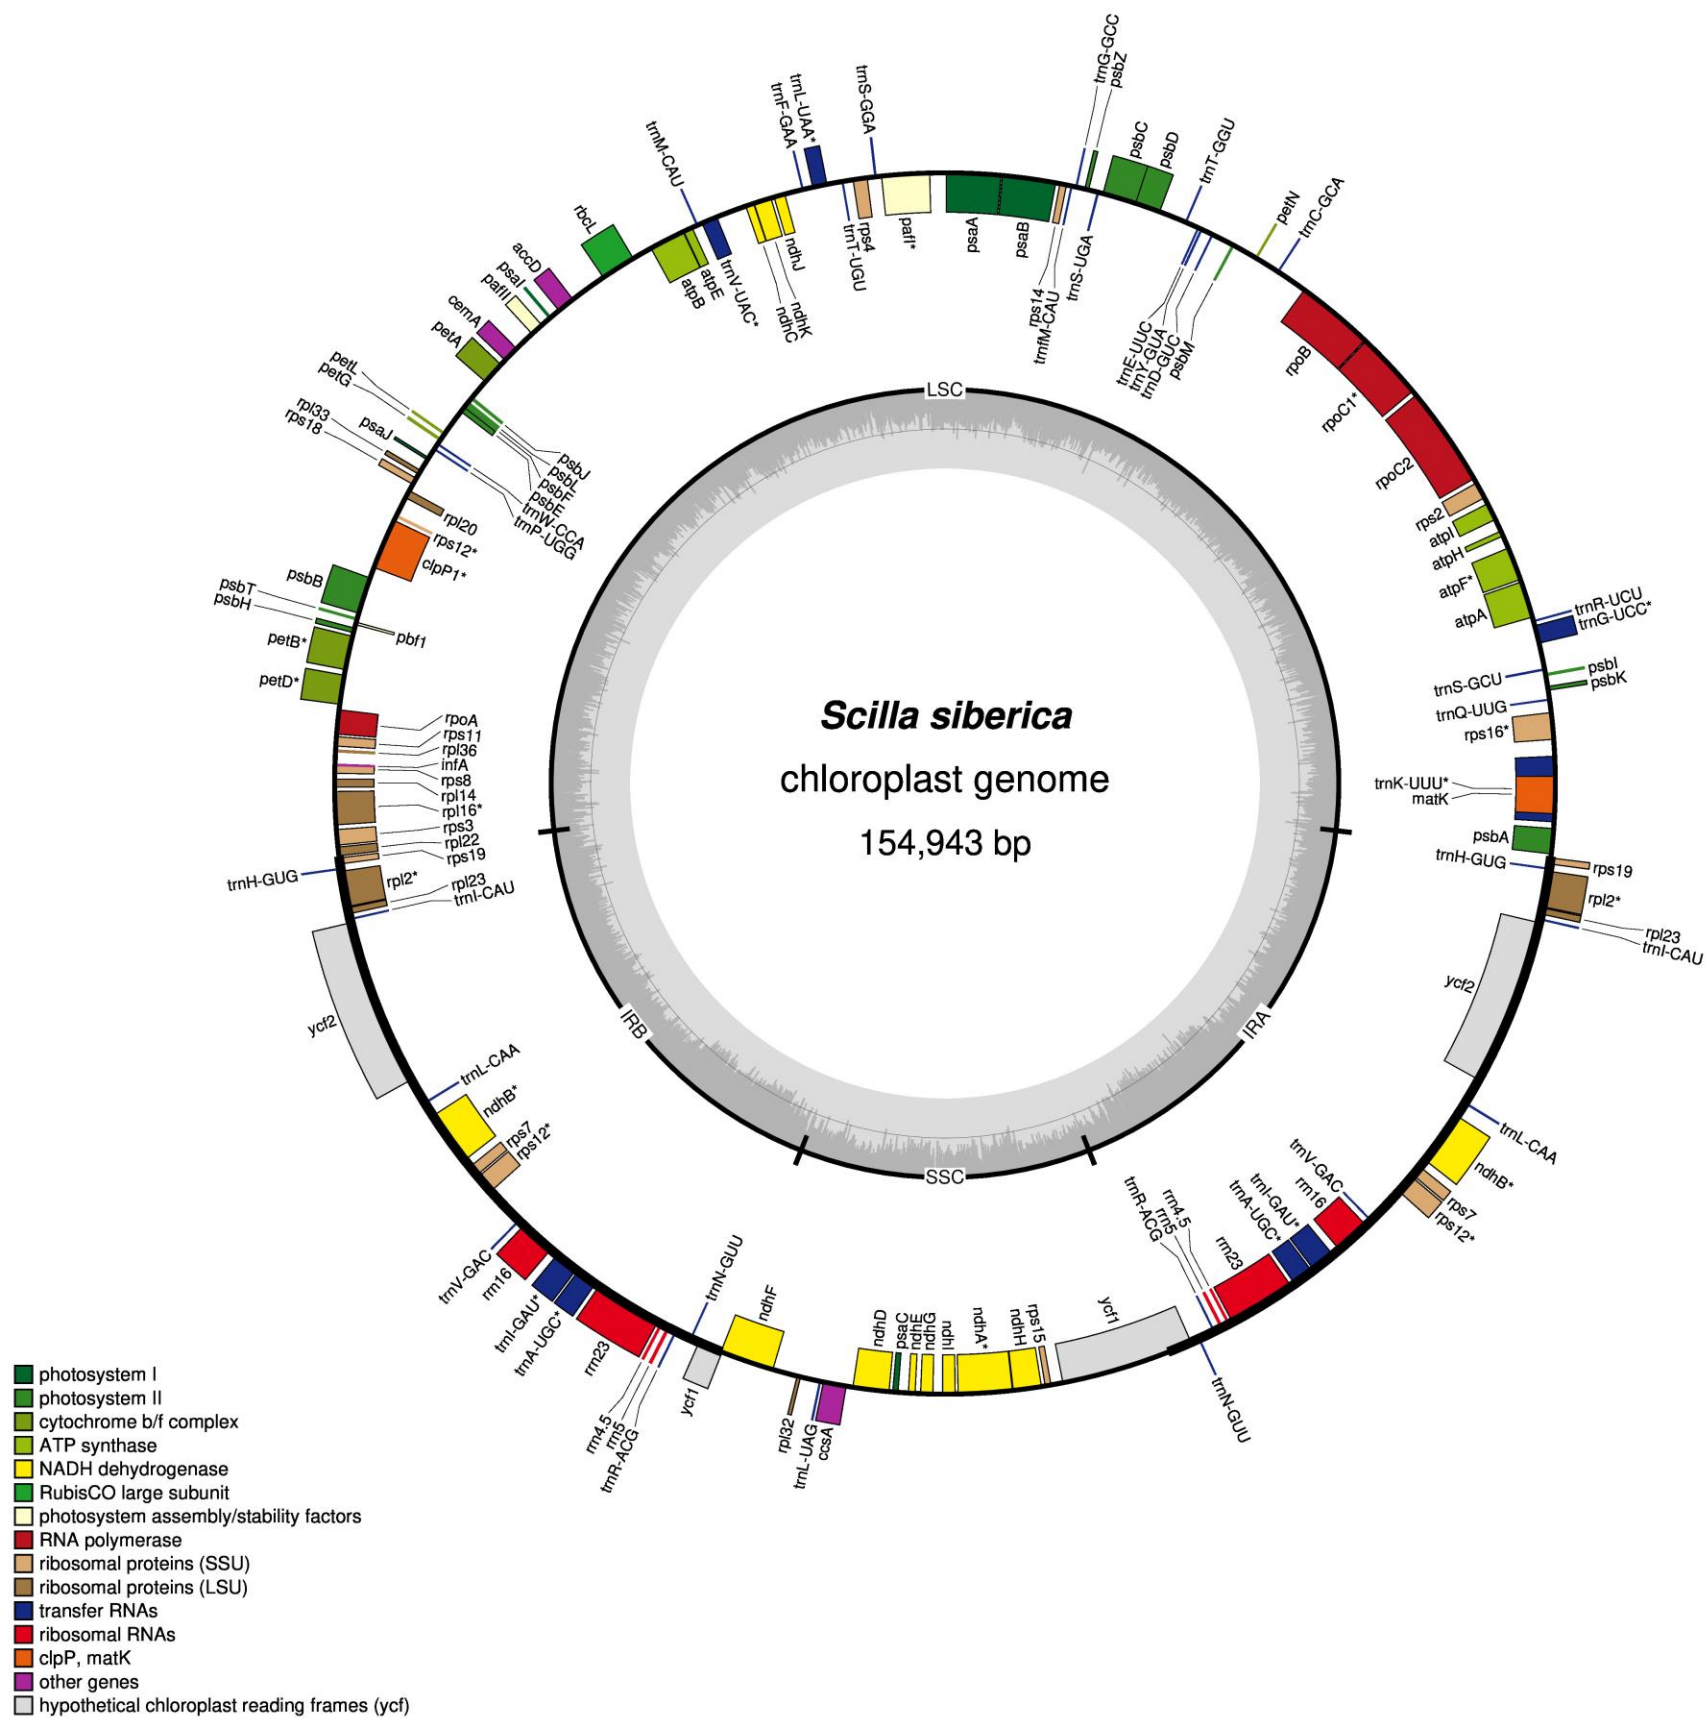 Scilla siberica
chloroplast genome
154,943 bp
LSC
IRA
SSC
IRB
trnG-GCC
psbZ
psbC
psbD
trnT-GGU
petN
trnC-GCA
trnR-UCU
trnG-UCC*
psbI
psbK
rps19
rpl2*
rpl23
trnI-CAU
trnL-CAA
ndhB*
rps7
rps12*
trnN-GUU
ccsA
trnL-UAG
rpl32
ycf1
trnR-ACG
rrn5
rrn4.5
rrn23
trnA-UGC*
trnI-GAU*
rrn16
trnV-GAC
ycf2
trnH-GUG
petD*
petB*
psbH
psbT
psbB
rps18
rpl33
psaJ
petG
petL
petA
cemA
pafII
psaI
accD
rbcL
trnM-CAU
trnF-GAA
trnL-UAA*
trnS-GGA
psaA
psaB
rps14
trnfM-CAU
trnS-UGA
trnE-UUC
trnY-GUA
trnD-GUC
psbM
rpoB
rpoC1*
rpoC2
rps2
atpI
atpH
atpF*
atpA
trnS-GCU
trnQ-UUG
rps16*
trnK-UUU*
matK
psbA
trnH-GUG
ycf2
trnV-GAC
rrn16
trnI-GAU*
trnA-UGC*
rrn23
rrn4.5
rrn5
trnR-ACG
ycf1
rps15
ndhH
ndhA*
ndhI
ndhG
ndhE
psaC
ndhD
ndhF
trnN-GUU
rps12*
rps7
ndhB*
trnL-CAA
trnI-CAU
rpl23
rpl2*
rps19
rpl22
rps3
rpl16*
rpl14
rps8
infA
rpl36
rps11
rpoA
pbf1
clpP1*
rps12*
rpl20
trnP-UGG
trnW-CCA
psbE
psbF
psbL
psbJ
atpB
atpE
trnV-UAC*
ndhC
ndhK
ndhJ
trnT-UGU
rps4
pafI*
photosystem I
photosystem II
cytochrome b/f complex
ATP synthase
NADH dehydrogenase
RubisCO large subunit
photosystem assembly/stability factors
RNA polymerase
ribosomal proteins (SSU)
ribosomal proteins (LSU)
transfer RNAs
ribosomal RNAs
clpP, matK
other genes
hypothetical chloroplast reading frames (ycf)